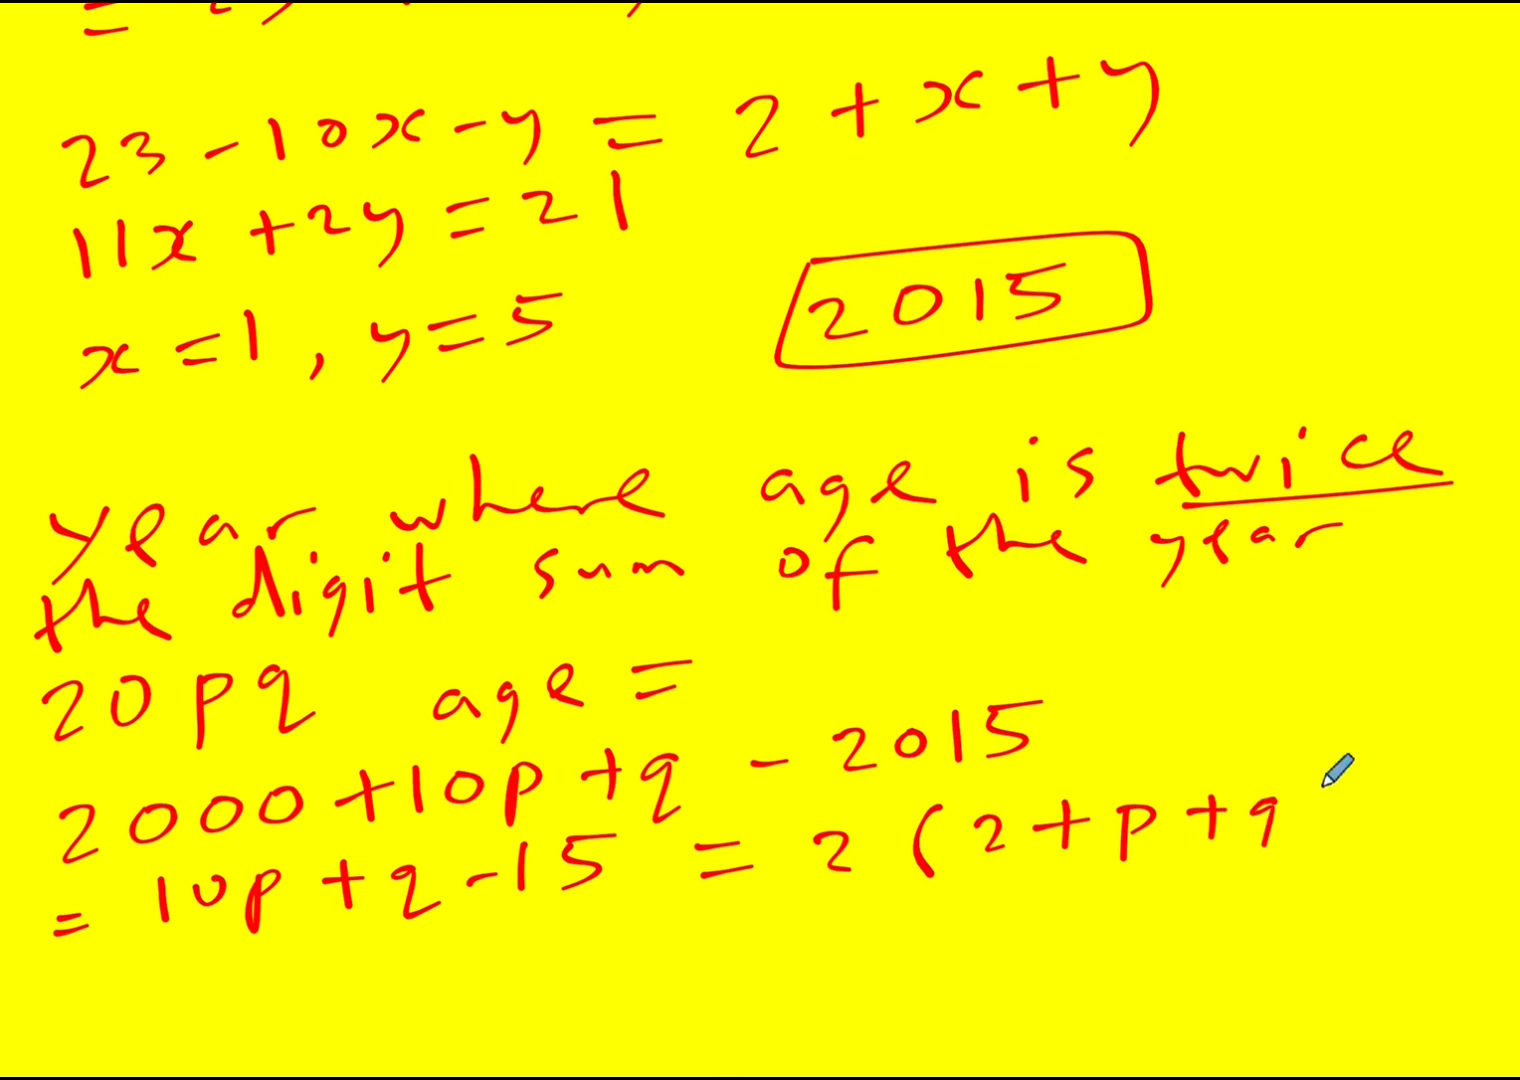 23 - 10x - y = 2 + x + y
11x + 2y = 21
x = 1, y = 5
2015
year where age is twice
the digit sum of the year
20pq age =
2000 + 10p + q - 2015
= 10p + q - 15 = 2 (2 + p + q